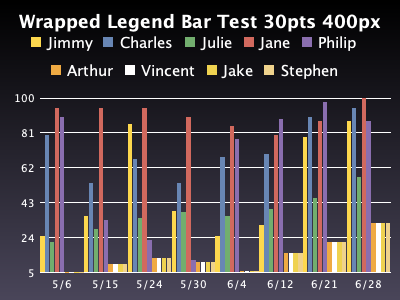 Wrapped Legend Bar Test 30pts 400px
Jimmy Charles Julie Jane Philip
Arthur Vincent Jake Stephen
100
81
62
43
24
5
5/6 5/15 5/24 5/30 6/4 6/12 6/21 6/28